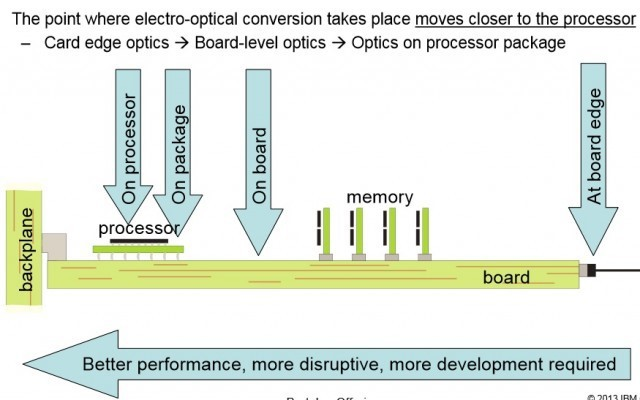 The point where electro-optical conversion takes place moves closer to the processor
– Card edge optics → Board-level optics → Optics on processor package
On processor
On package
On board
At board edge
processor
memory
backplane
board
Better performance, more disruptive, more development required
© 2013 IBM